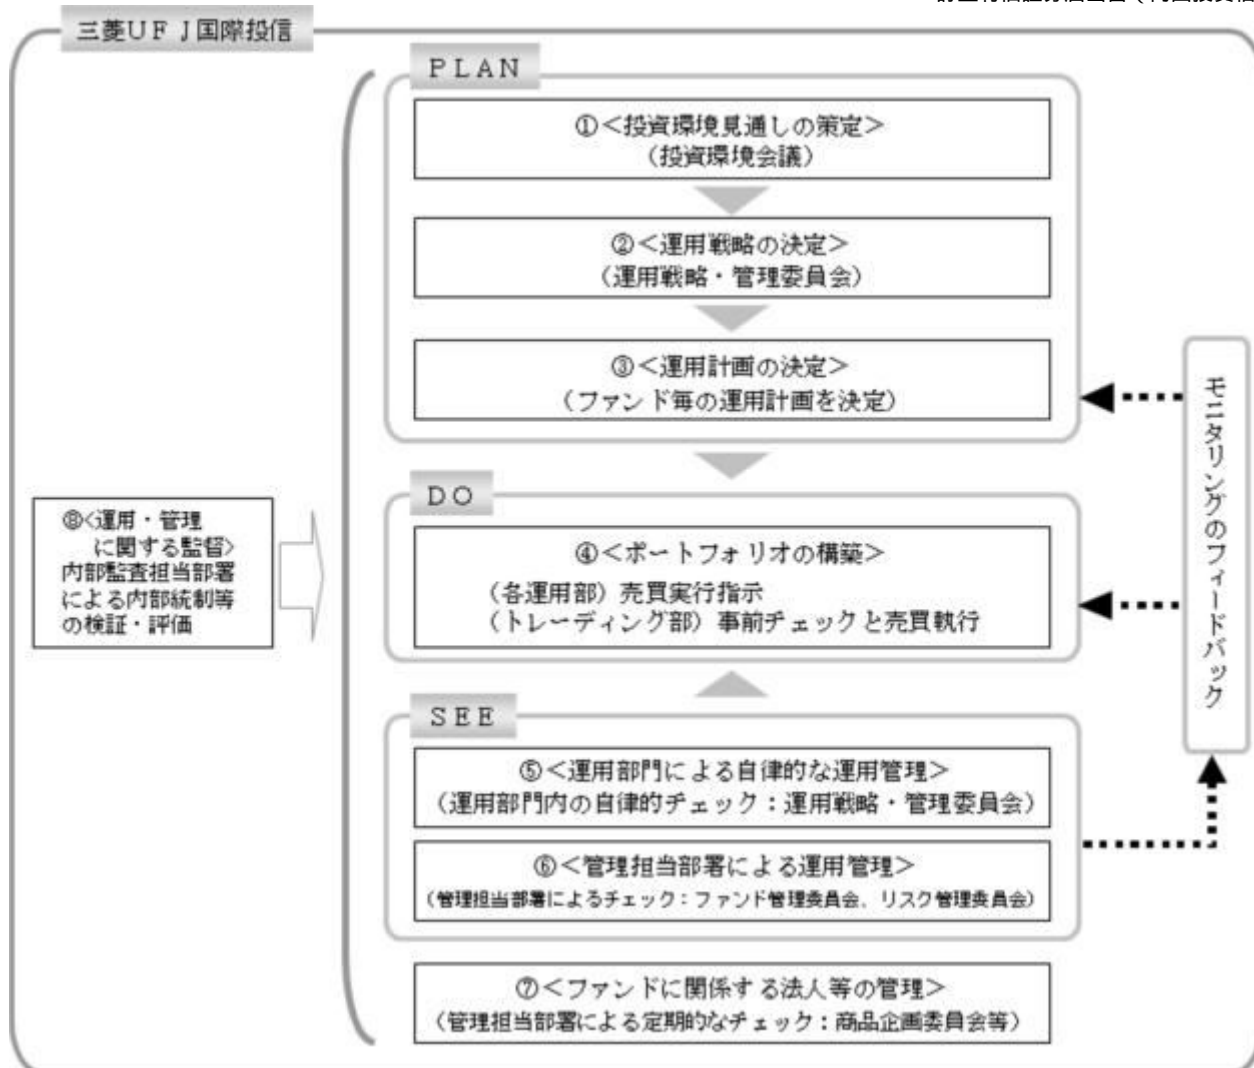 三菱UFJ国際投信
PLAN
①<投資環境見通しの策定>
(投資環境会議)
②<運用戦略の決定>
(運用戦略・管理委員会)
③<運用計画の決定>
(ファンド毎の運用計画を決定)
DO
④<ポートフォリオの構築>
(各運用部)売買実行指示
(トレーディング部)事前チェックと売買執行
SEE
⑤<運用部門による自律的な運用管理>
(運用部門内の自律的チェック:運用戦略・管理委員会)
⑥<管理担当部署による運用管理>
(管理担当部署によるチェック:ファンド管理委員会、リスク管理委員会)
⑦<ファンドに関係する法人等の管理>
(管理担当部署による定期的なチェック:商品企画委員会等)
⑧<運用・管理
に関する監督>
内部監査担当部署
による内部統制等
の検証・評価
モニタリングのフィードバック